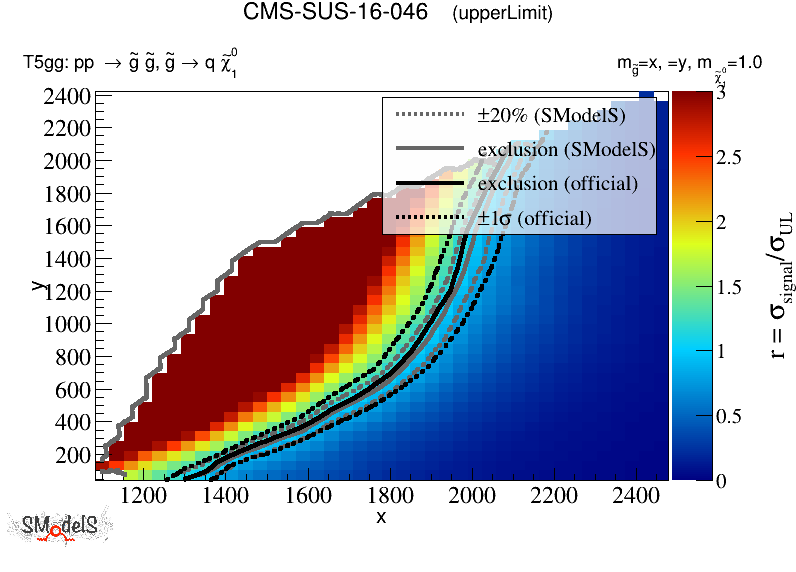 CMS-SUS-16-046 (upperLimit)
T5gg: pp → g̃ g̃, g̃ → q χ̃₁⁰
m_g̃=x, =y, m_χ̃₁⁰=1.0
±20% (SModelS)
exclusion (SModelS)
exclusion (official)
±1σ (official)
2400
2200
2000
1800
1600
1400
1200
1000
800
600
400
200
y
1200 1400 1600 1800 2000 2200 2400
x
3
2.5
2
1.5
1
0.5
0
r = σ_signal/σ_UL
SModelS